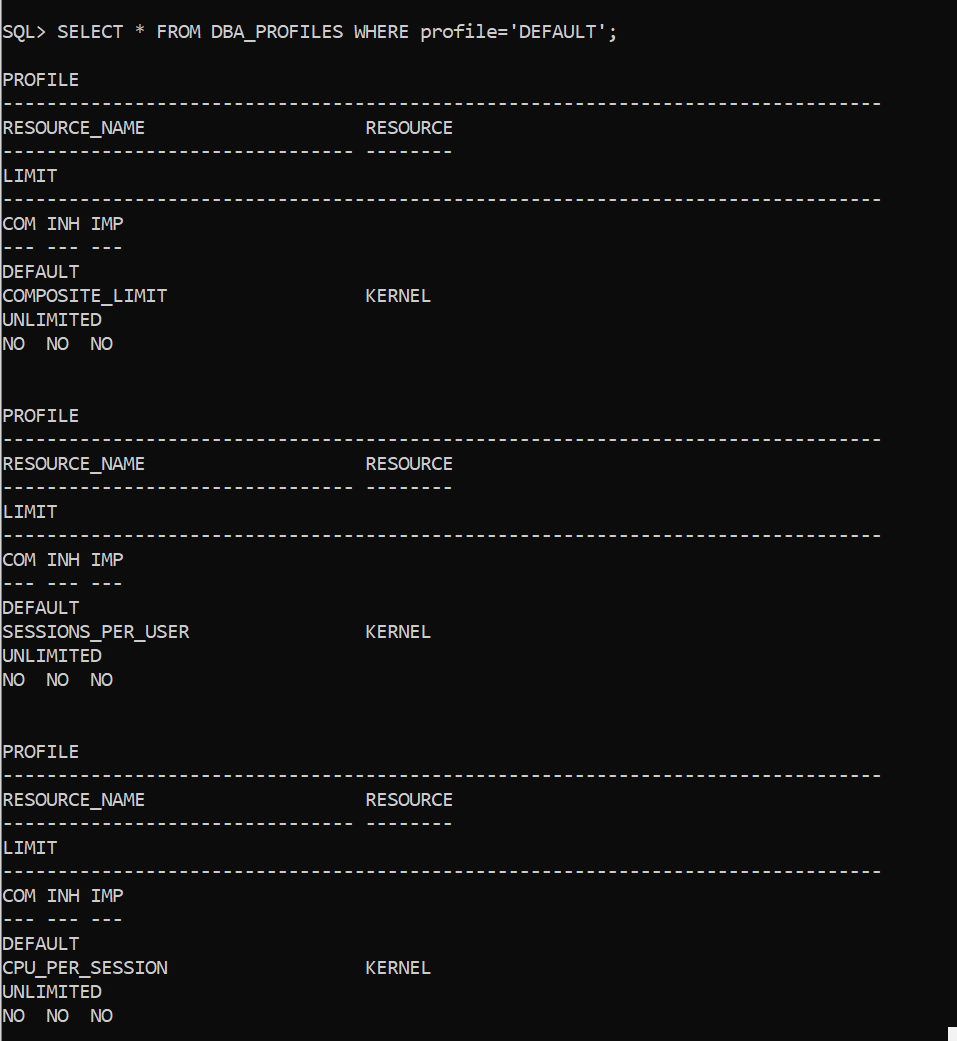 SQL> SELECT * FROM DBA_PROFILES WHERE profile='DEFAULT';
PROFILE
--------------------------------------------------------------------------------
RESOURCE_NAME                    RESOURCE
-------------------------------- --------
LIMIT
--------------------------------------------------------------------------------
COM INH IMP
--- --- ---
DEFAULT
COMPOSITE_LIMIT                  KERNEL
UNLIMITED
NO  NO  NO
PROFILE
--------------------------------------------------------------------------------
RESOURCE_NAME                    RESOURCE
-------------------------------- --------
LIMIT
--------------------------------------------------------------------------------
COM INH IMP
--- --- ---
DEFAULT
SESSIONS_PER_USER                KERNEL
UNLIMITED
NO  NO  NO
PROFILE
--------------------------------------------------------------------------------
RESOURCE_NAME                    RESOURCE
-------------------------------- --------
LIMIT
--------------------------------------------------------------------------------
COM INH IMP
--- --- ---
DEFAULT
CPU_PER_SESSION                  KERNEL
UNLIMITED
NO  NO  NO